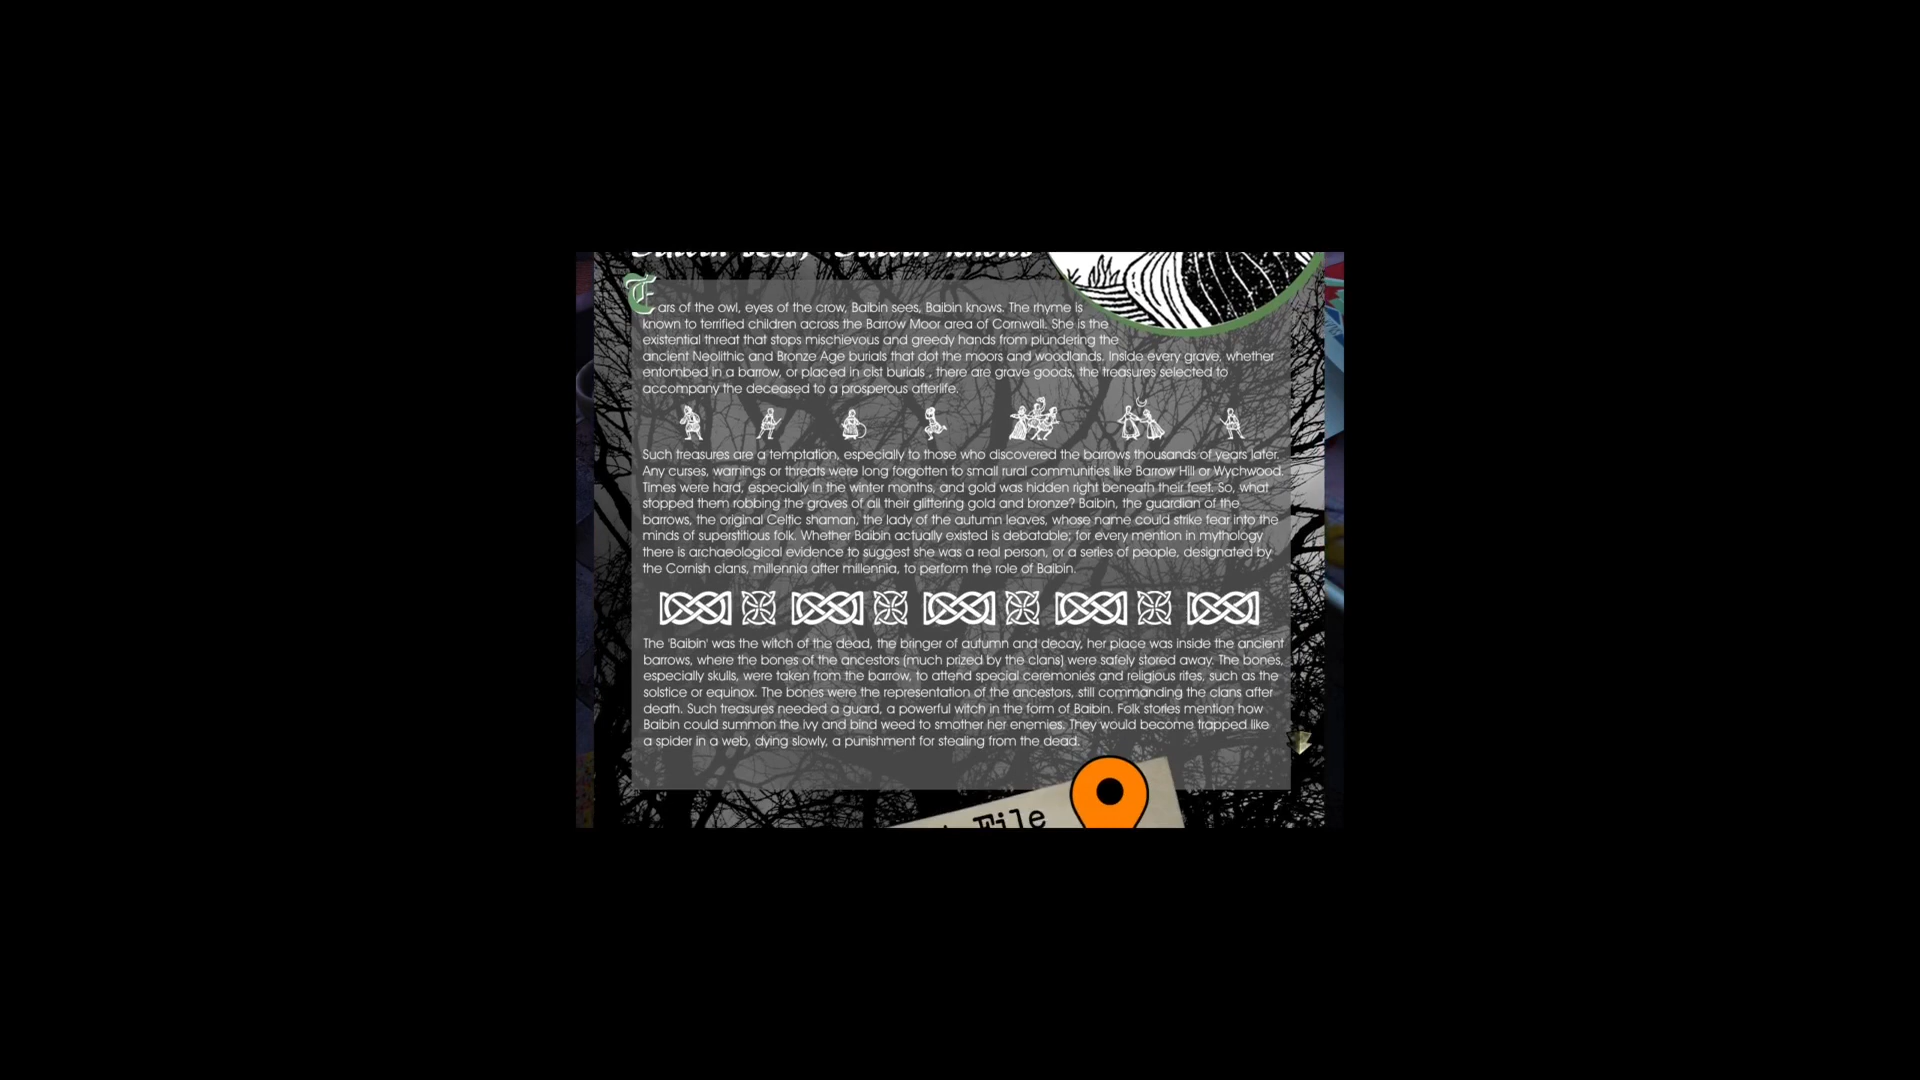 Baibin sees, Baibin knows
Ears of the owl, eyes of the crow, Baibin sees, Baibin knows. The rhyme is
known to terrified children across the Barrow Moor area of Cornwall. She is the
existential threat that stops mischievous and greedy hands from plundering the
ancient Neolithic and Bronze Age burials that dot the moors and woodlands. Inside every grave, whether
entombed in a barrow, or placed in cist burials , there are grave goods, the treasures selected to
accompany the deceased to a prosperous afterlife.
Such treasures are a temptation, especially to those who discovered the barrows thousands of years later.
Any curses, warnings or threats were long forgotten to small rural communities like Barrow Hill or Wychwood.
Times were hard, especially in the winter months, and gold was hidden right beneath their feet. So, what
stopped them robbing the graves of all their glittering gold and bronze? Baibin, the guardian of the
barrows, the original Celtic shaman, the lady of the autumn leaves, whose name could strike fear into the
minds of superstitious folk. Whether Baibin actually existed is debatable; for every mention in mythology
there is archaeological evidence to suggest she was a real person, or a series of people, designated by
the Cornish clans, millennia after millennia, to perform the role of Baibin.
The 'Baibin' was the witch of the dead, the bringer of autumn and decay, her place was inside the ancient
barrows, where the bones of the ancestors (much prized by the clans) were safely stored away. The bones,
especially skulls, were taken from the barrow, to attend special ceremonies and religious rites, such as the
solstice or equinox. The bones were the representation of the ancestors, still commanding the clans after
death. Such treasures needed a guard, a powerful witch in the form of Baibin. Folk stories mention how
Baibin could summon the ivy and bind weed to smother her enemies. They would become trapped like
a spider in a web, dying slowly, a punishment for stealing from the dead.
File